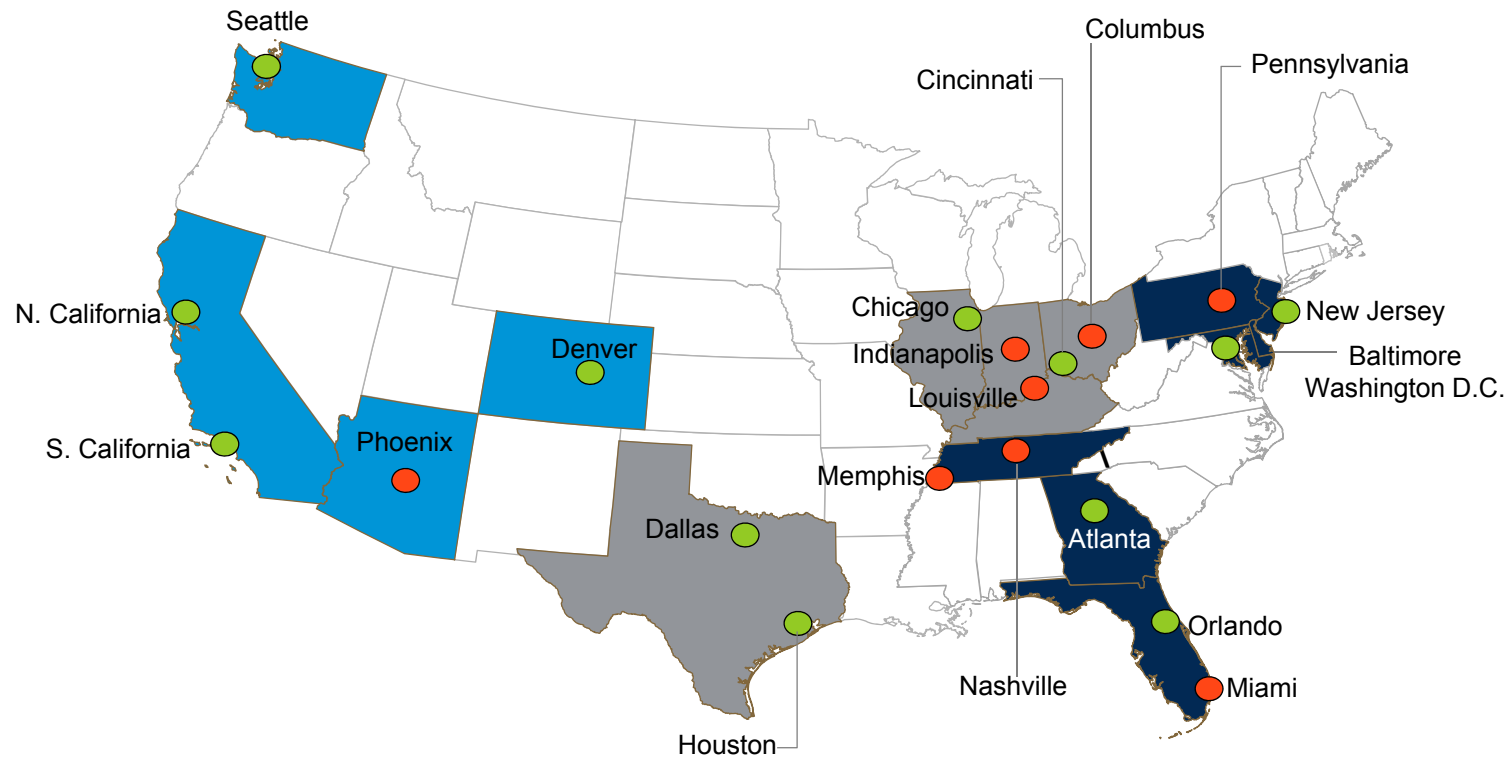 Seattle
Columbus
Pennsylvania
Cincinnati
N. California
Chicago
New Jersey
Denver
Indianapolis
Baltimore
Washington D.C.
Louisville
S. California
Phoenix
Memphis
Dallas
Atlanta
Orlando
Nashville
Miami
Houston